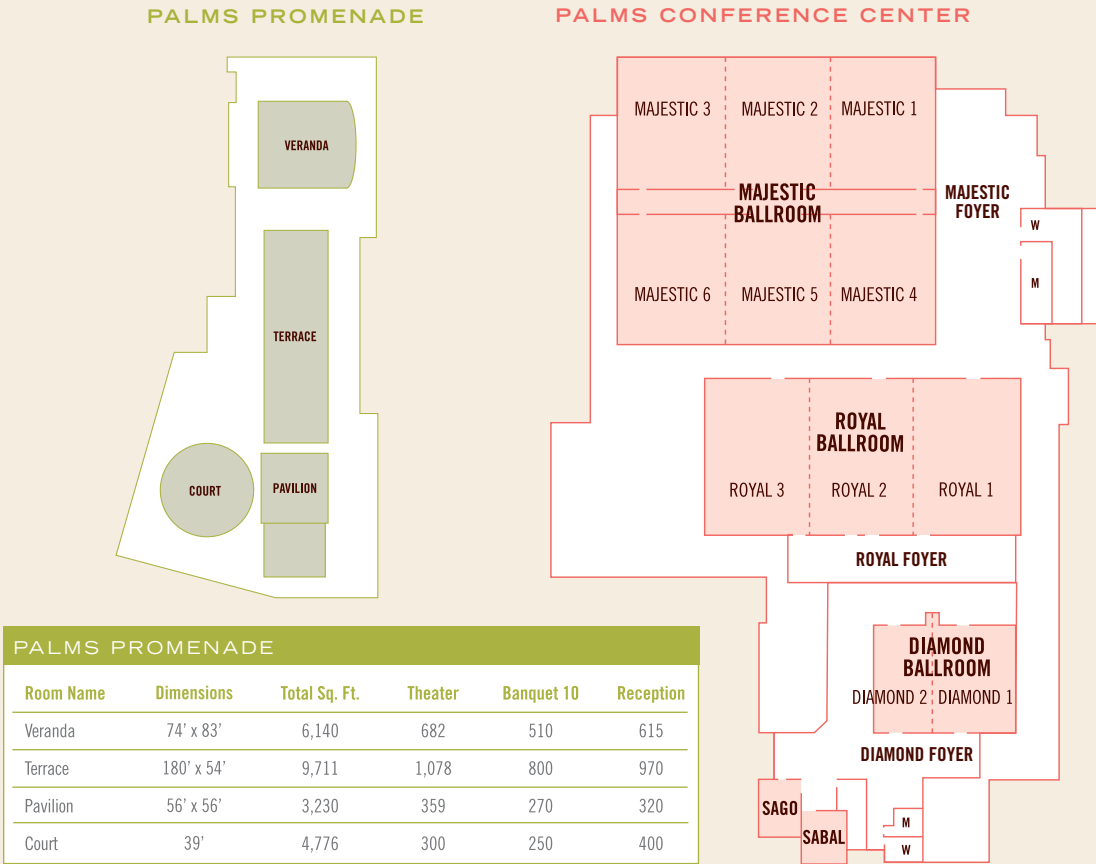 PALMS PROMENADE
VERANDA
TERRACE
COURT
PAVILION
PALMS CONFERENCE CENTER
MAJESTIC 3
MAJESTIC 2
MAJESTIC 1
MAJESTIC
BALLROOM
MAJESTIC
FOYER
W
M
MAJESTIC 6
MAJESTIC 5
MAJESTIC 4
ROYAL
BALLROOM
ROYAL 3
ROYAL 2
ROYAL 1
ROYAL FOYER
DIAMOND
BALLROOM
DIAMOND 2
DIAMOND 1
DIAMOND FOYER
SAGO
SABAL
M
W
PALMS PROMENADE
Room Name Dimensions Total Sq. Ft. Theater Banquet 10 Reception
Veranda 74’ x 83’ 6,140 682 510 615
Terrace 180’ x 54’ 9,711 1,078 800 970
Pavilion 56’ x 56’ 3,230 359 270 320
Court 39’ 4,776 300 250 400